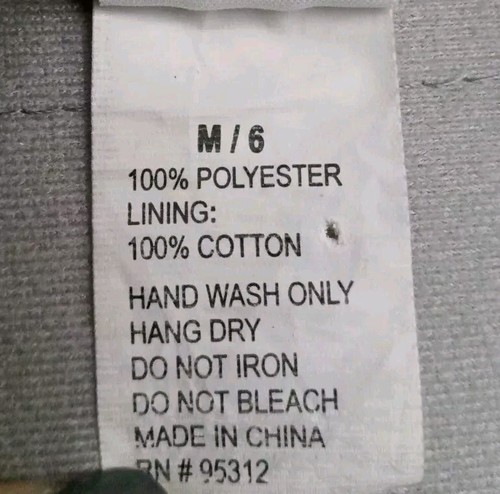 M / 6
100% POLYESTER
LINING:
100% COTTON
HAND WASH ONLY
HANG DRY
DO NOT IRON
DO NOT BLEACH
MADE IN CHINA
RN # 95312